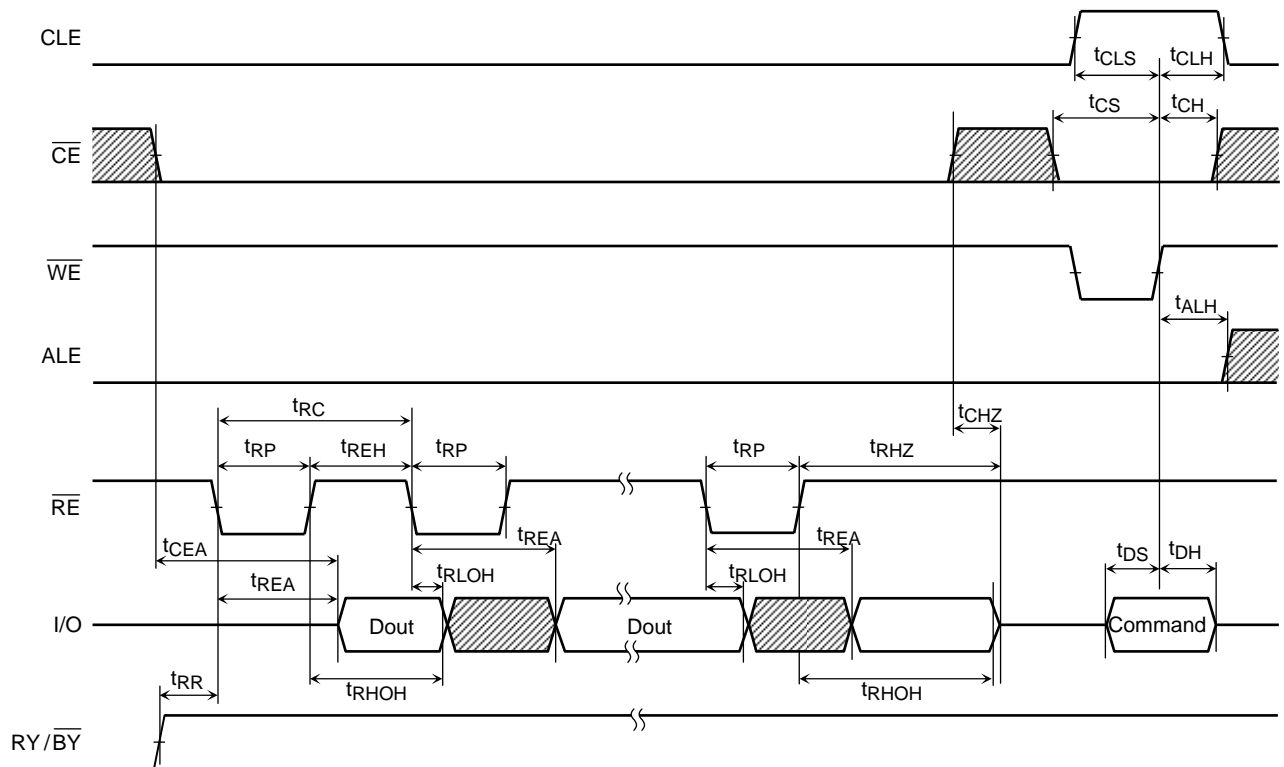 CLE
tCLS
tCLH
tCS
tCH
CE
WE
tALH
ALE
tRC
tCHZ
tRP
tREH
tRP
tRP
tRHZ
RE
tCEA
tREA
tREA
tDS
tDH
tREA
tRLOH
tRLOH
I/O
Dout
Dout
Command
tRR
tRHOH
tRHOH
RY/BY